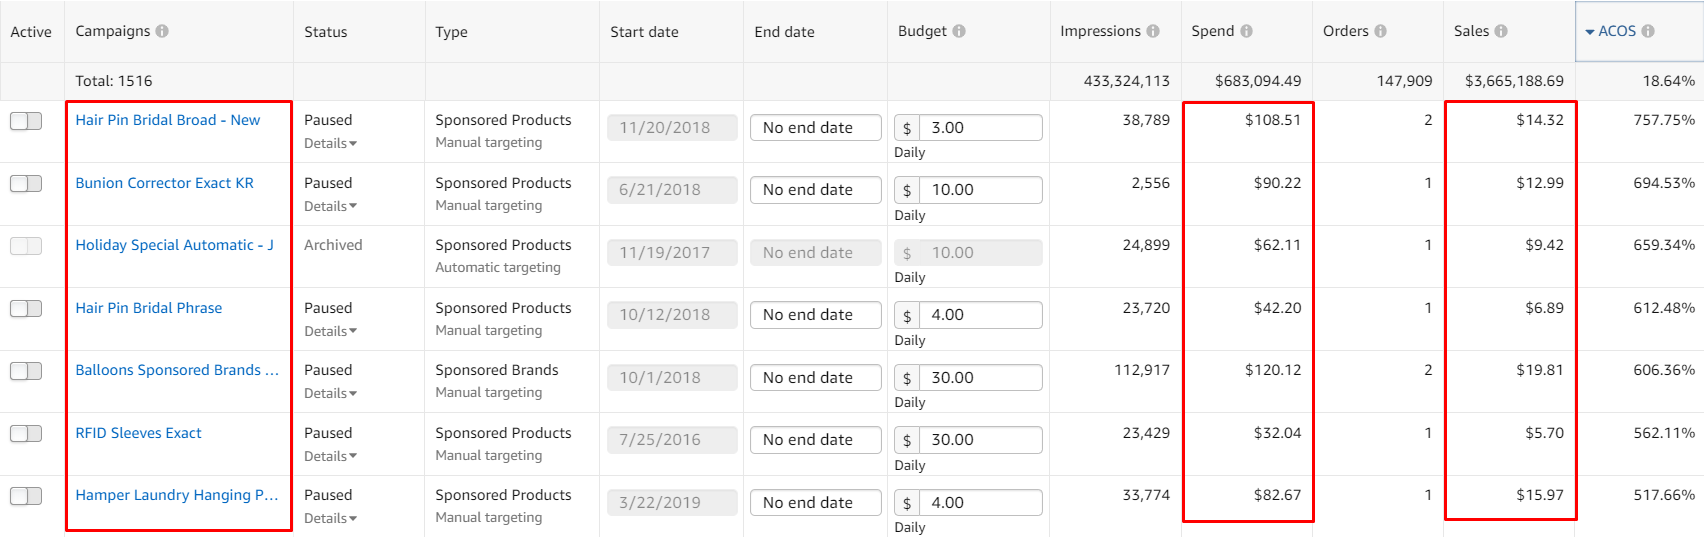 Active Campaigns Status Type Start date End date Budget Impressions Spend Orders Sales ACOS
Total: 1516 433,324,113 $683,094.49 147,909 $3,665,188.69 18.64%
Hair Pin Bridal Broad - New Paused Sponsored Products 11/20/2018 No end date $ 3.00 38,789 $108.51 2 $14.32 757.75%
Details Manual targeting Daily
Bunion Corrector Exact KR Paused Sponsored Products 6/21/2018 No end date $ 10.00 2,556 $90.22 1 $12.99 694.53%
Details Manual targeting Daily
Holiday Special Automatic - J Archived Sponsored Products 11/19/2017 No end date $ 10.00 24,899 $62.11 1 $9.42 659.34%
Automatic targeting Daily
Hair Pin Bridal Phrase Paused Sponsored Products 10/12/2018 No end date $ 4.00 23,720 $42.20 1 $6.89 612.48%
Details Manual targeting Daily
Balloons Sponsored Brands ... Paused Sponsored Brands 10/1/2018 No end date $ 30.00 112,917 $120.12 2 $19.81 606.36%
Details Manual targeting Daily
RFID Sleeves Exact Paused Sponsored Products 7/25/2016 No end date $ 30.00 23,429 $32.04 1 $5.70 562.11%
Details Manual targeting Daily
Hamper Laundry Hanging P... Paused Sponsored Products 3/22/2019 No end date $ 4.00 33,774 $82.67 1 $15.97 517.66%
Details Manual targeting Daily